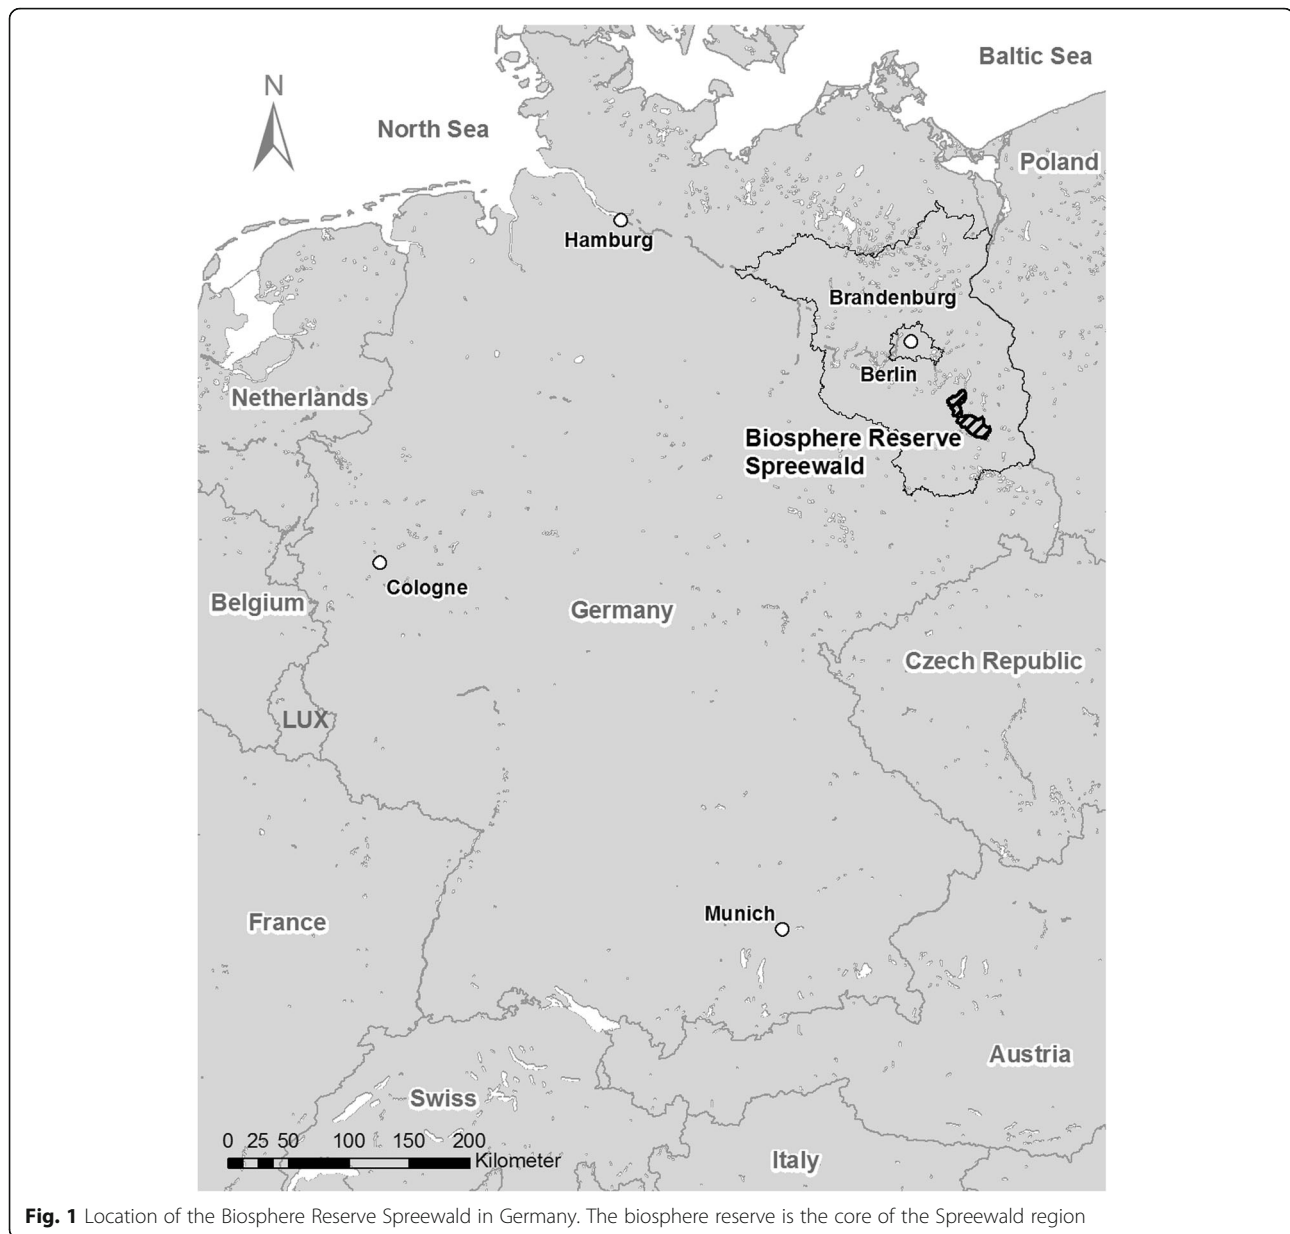 Baltic Sea
N
North Sea
Poland
Hamburg
Brandenburg
Berlin
Netherlands
Biosphere Reserve
Spreewald
Cologne
Belgium
Germany
Czech Republic
LUX
Munich
France
Austria
Swiss
0 25 50 100 150 200
Kilometer
Italy
Fig. 1 Location of the Biosphere Reserve Spreewald in Germany. The biosphere reserve is the core of the Spreewald region